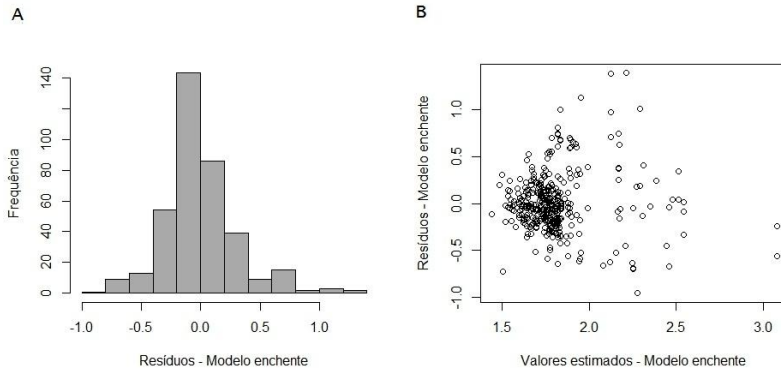 A
Frequência
0
20
40
60
80
100
140
-1.0 -0.5 0.0 0.5 1.0
Resíduos - Modelo enchente
B
Resíduos - Modelo enchente
-1.0
-0.5
0.0
0.5
1.0
1.5 2.0 2.5 3.0
Valores estimados - Modelo enchente